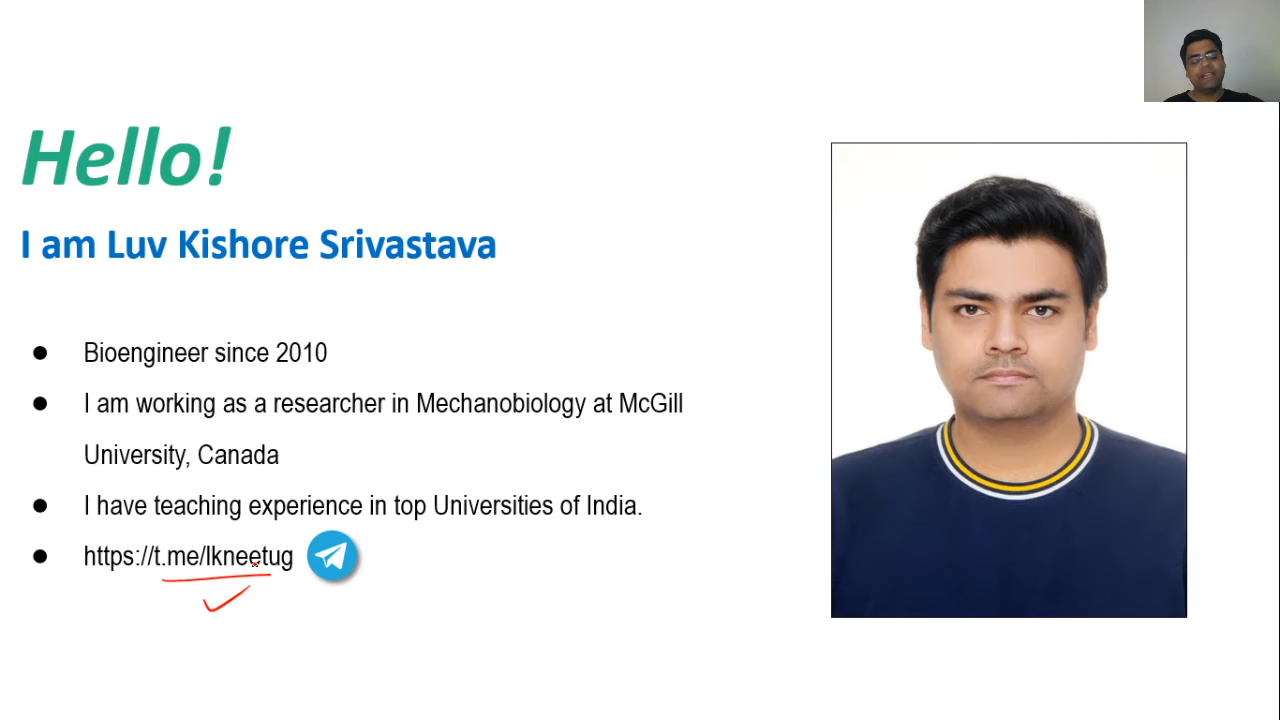 Hello!
I am Luv Kishore Srivastava
● Bioengineer since 2010
● I am working as a researcher in Mechanobiology at McGill
University, Canada
● I have teaching experience in top Universities of India.
● https://t.me/lkneetug